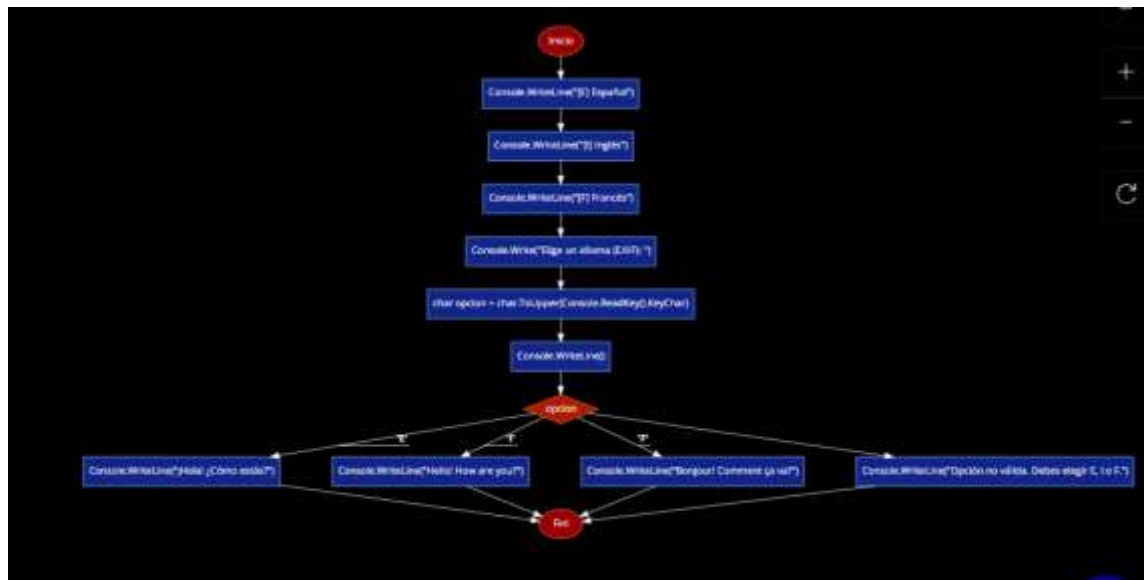 Inicio
Console.WriteLine("[E] Español")
Console.WriteLine("[I] Inglés")
Console.WriteLine("[F] Francés")
Console.Write("Elige un idioma (E/I/F): ")
char opcion = char.ToUpper(Console.ReadKey().KeyChar)
Console.WriteLine()
opcion
'E' 'I' 'F'
Console.WriteLine("¡Hola! ¿Cómo estás?") Console.WriteLine("Hello! How are you?") Console.WriteLine("Bonjour! Comment ça va?") Console.WriteLine("Opción no válida. Debes elegir E, I o F.")
Fin